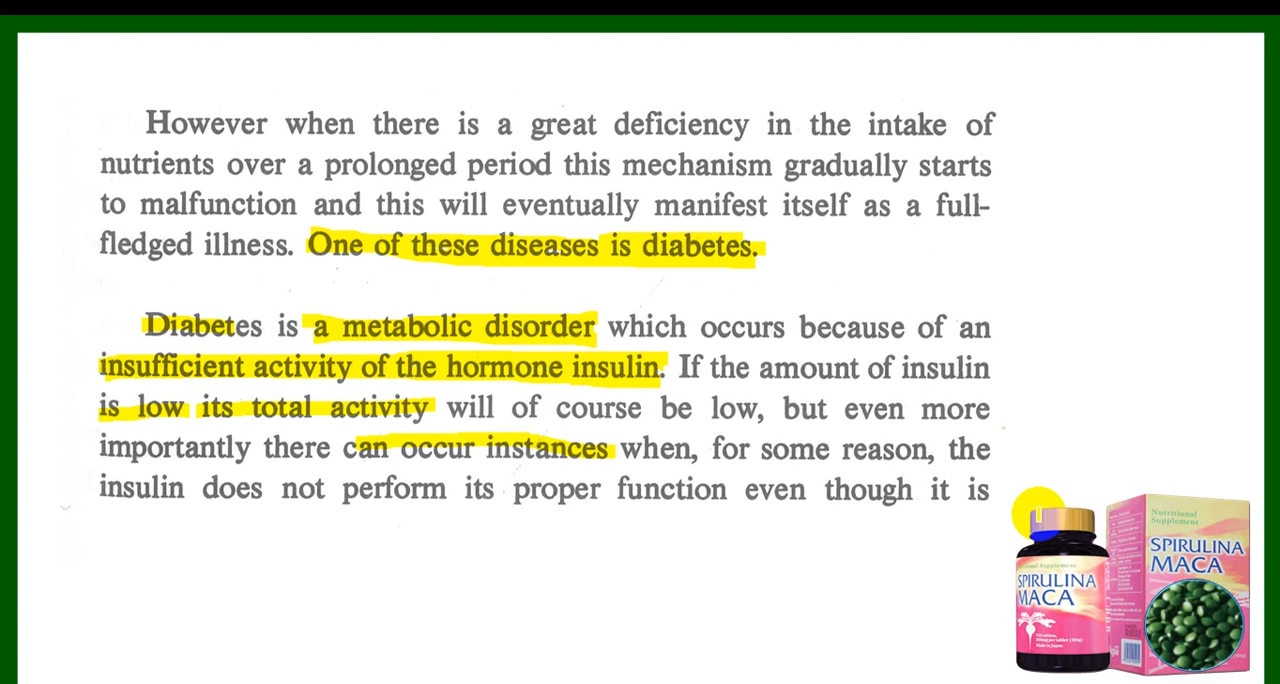 However when there is a great deficiency in the intake of
nutrients over a prolonged period this mechanism gradually starts
to malfunction and this will eventually manifest itself as a full-
fledged illness. One of these diseases is diabetes.
Diabetes is a metabolic disorder which occurs because of an
insufficient activity of the hormone insulin. If the amount of insulin
is low its total activity will of course be low, but even more
importantly there can occur instances when, for some reason, the
insulin does not perform its proper function even though it is
Nutritional
Supplement
SPIRULINA
MACA
Supplement
SPIRULINA
MACA
Made in Japan